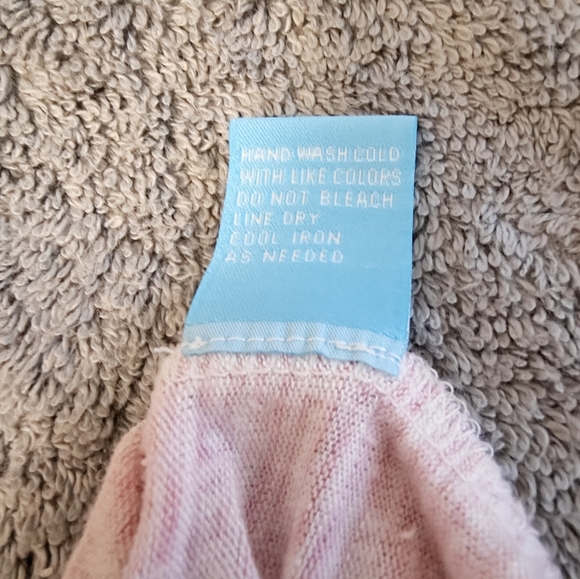 HAND WASH COLD
WITH LIKE COLORS
DO NOT BLEACH
LINE DRY
COOL IRON
AS NEEDED